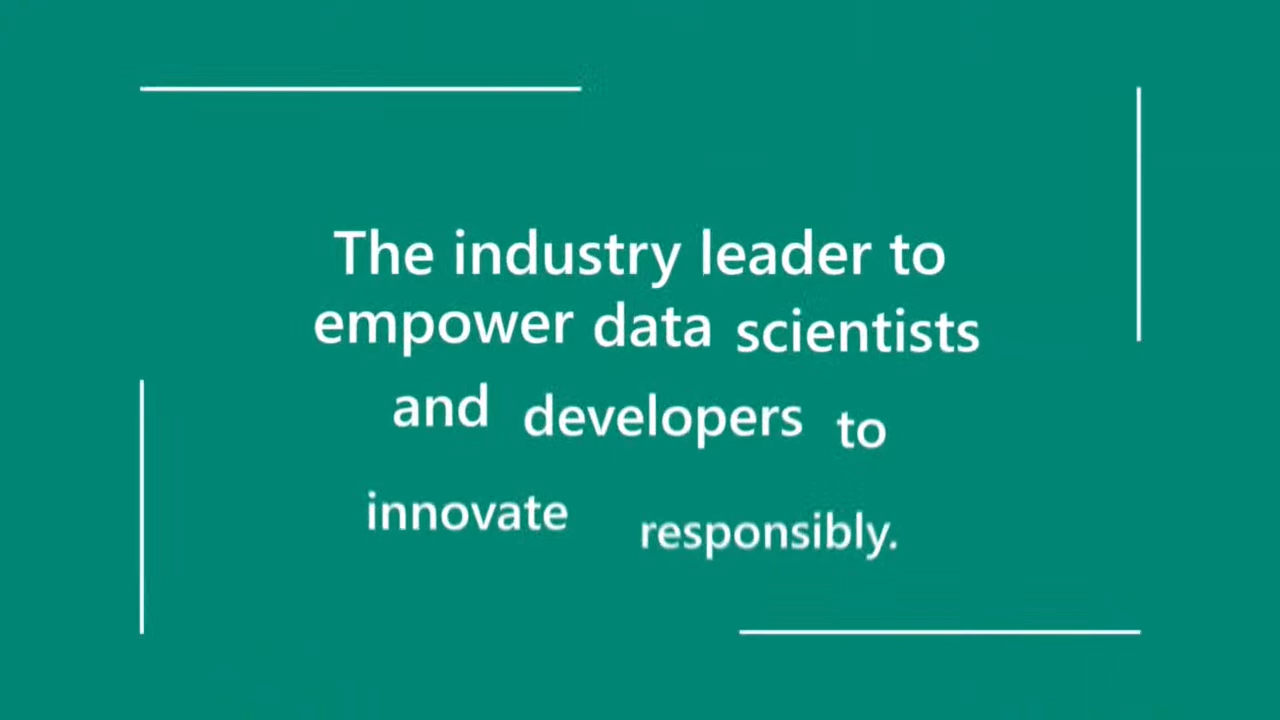 The industry leader to
empower data scientists
and developers to
innovate responsibly.